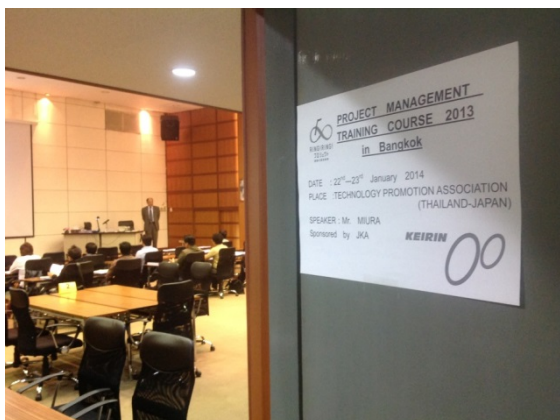 PROJECT MANAGEMENT
TRAINING COURSE 2013
in Bangkok
DATE : 22nd—23rd January 2014
PLACE : TECHNOLOGY PROMOTION ASSOCIATION
(THAILAND-JAPAN)
SPEAKER : Mr. MIURA
Sponsored by JKA
KEIRIN